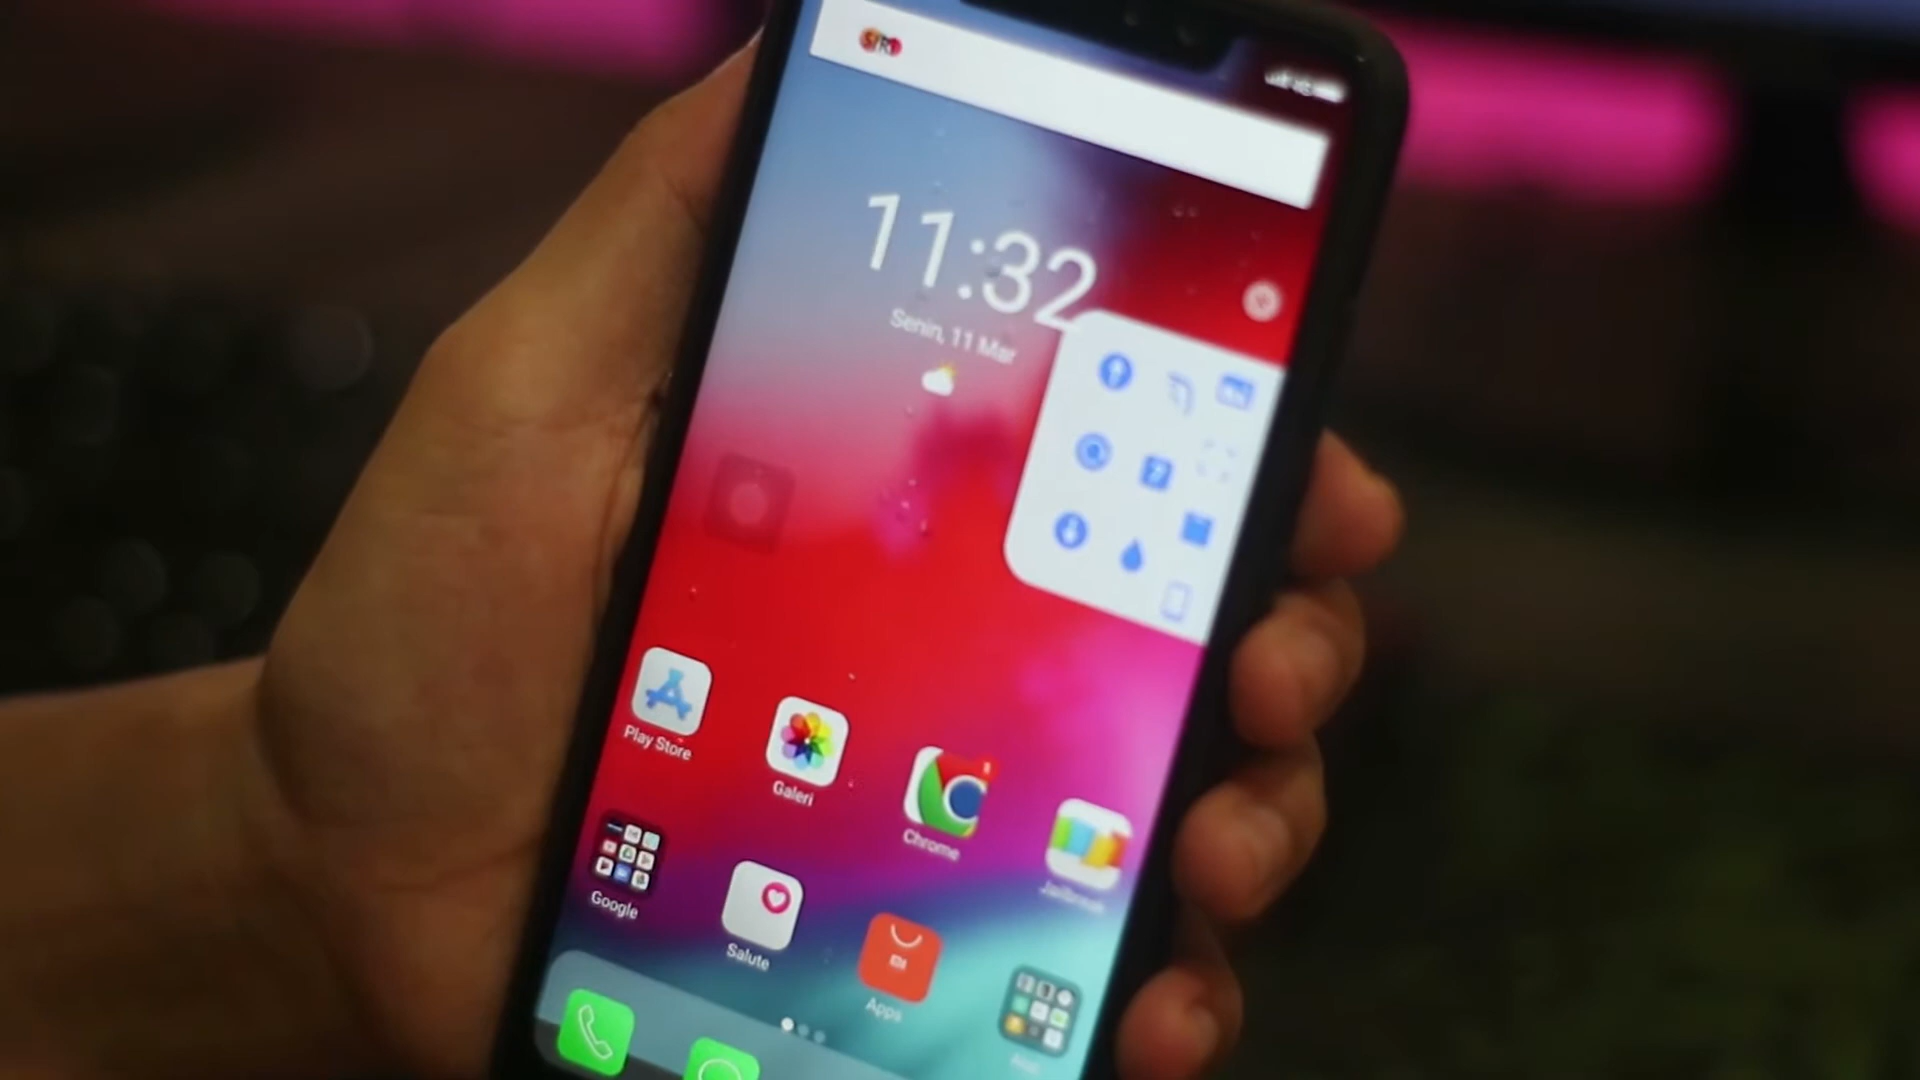 11:32
Senin, 11 Mar
Play Store
Galeri
Chrome
Google
Salute
Apps